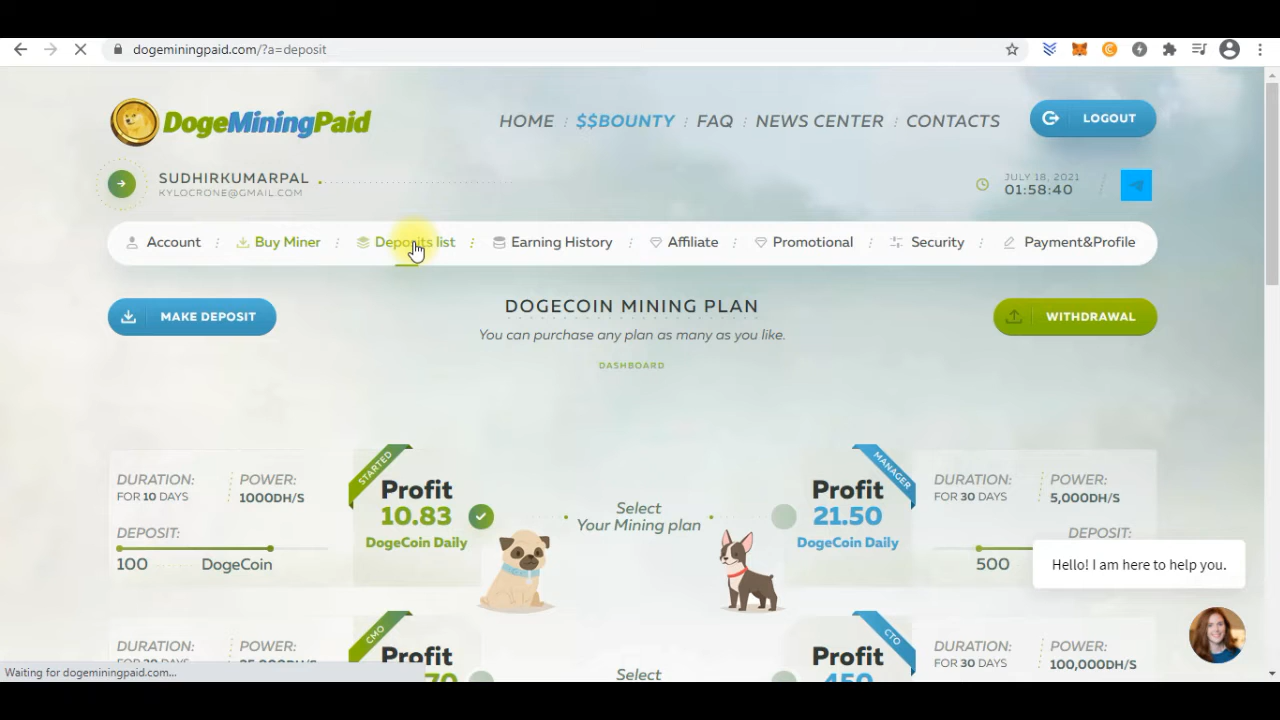 dogeminingpaid.com/?a=deposit
DogeMiningPaid
HOME $$BOUNTY FAQ NEWS CENTER CONTACTS
LOGOUT
SUDHIRKUMARPAL
KYLOCRONE@GMAIL.COM
JULY 18, 2021
01:58:40
Account Buy Miner Deposits list Earning History Affiliate Promotional Security Payment&Profile
MAKE DEPOSIT
DOGECOIN MINING PLAN
WITHDRAWAL
You can purchase any plan as many as you like.
DASHBOARD
DURATION: POWER:
FOR 10 DAYS 1000DH/S
DEPOSIT:
100 DogeCoin
STARTED
Profit
10.83
DogeCoin Daily
Select
Your Mining plan
MANAGER
Profit
21.50
DogeCoin Daily
DURATION: POWER:
FOR 30 DAYS 5,000DH/S
DEPOSIT:
500
Hello! I am here to help you.
DURATION: POWER:
CMO
Profit
Select
CTO
Profit
450
DURATION: POWER:
FOR 30 DAYS 100,000DH/S
Waiting for dogeminingpaid.com...